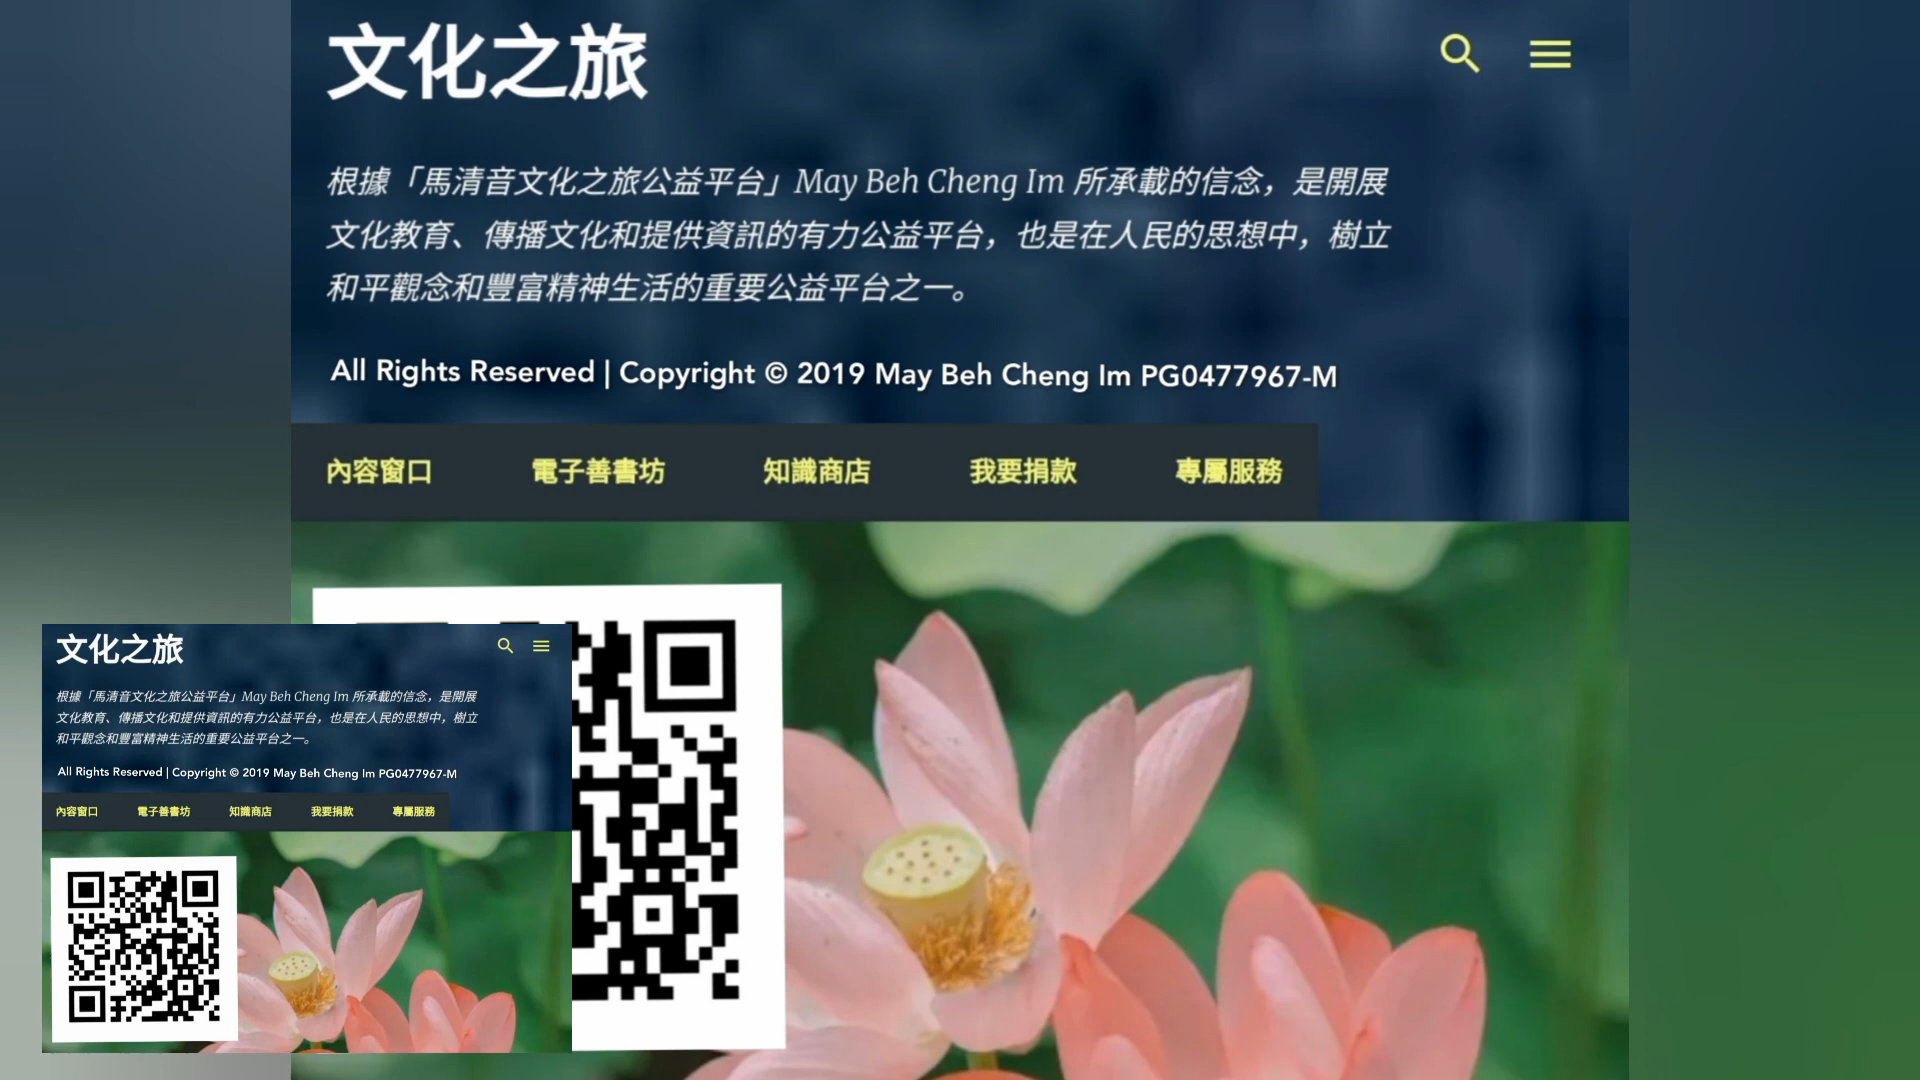 文化之旅
根據「馬清音文化之旅公益平台」May Beh Cheng Im 所承載的信念，是開展
文化教育、傳播文化和提供資訊的有力公益平台，也是在人民的思想中，樹立
和平觀念和豐富精神生活的重要公益平台之一。
All Rights Reserved | Copyright © 2019 May Beh Cheng Im PG0477967-M
內容窗口 電子善書坊 知識商店 我要捐款 專屬服務
文化之旅
根據「馬清音文化之旅公益平台」May Beh Cheng Im 所承載的信念，是開展
文化教育、傳播文化和提供資訊的有力公益平台，也是在人民的思想中，樹立
和平觀念和豐富精神生活的重要公益平台之一。
All Rights Reserved | Copyright © 2019 May Beh Cheng Im PG0477967-M
內容窗口 電子善書坊 知識商店 我要捐款 專屬服務